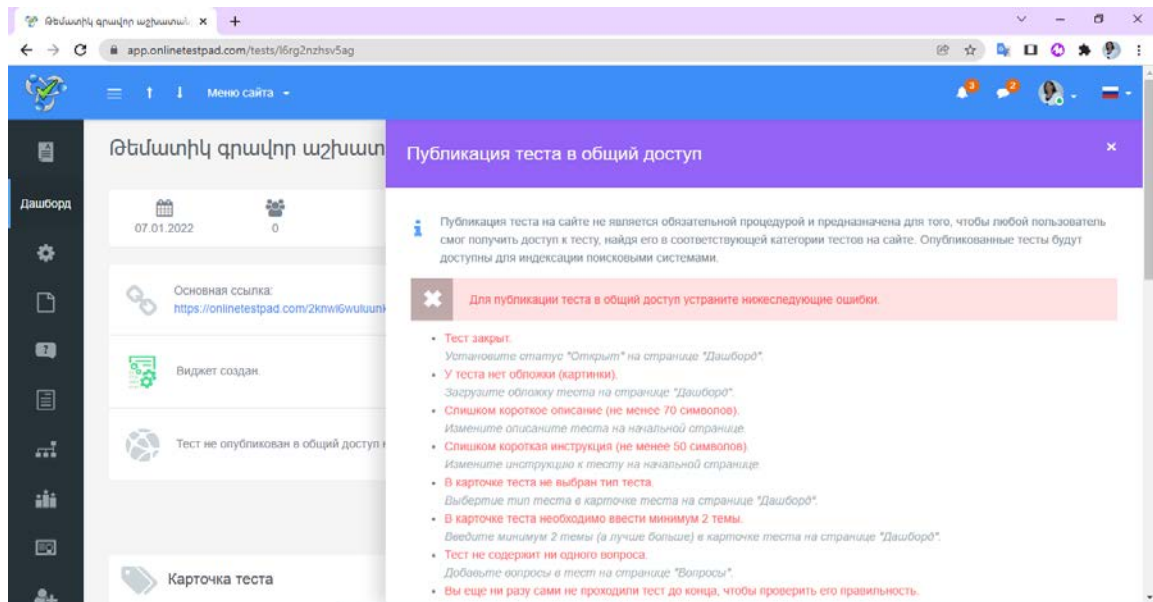 Թեմատիկ գրավոր աշխատան
app.onlinetestpad.com/tests/l6rg2nzhsv5ag
Меню сайта
3
2
Дашборд
Թեմատիկ գրավոր աշխատ
07.01.2022
0
Основная ссылка:
Виджет создан.
Тест не опубликован в общий доступ
Карточка теста
Публикация теста в общий доступ
Публикация теста на сайте не является обязательной процедурой и предназначена для того, чтобы любой пользователь
смог получить доступ к тесту, найдя его в соответствующей категории тестов на сайте. Опубликованные тесты будут
доступны для индексации поисковыми системами.
Для публикации теста в общий доступ устраните нижеследующие ошибки.
Тест закрыт.
Установите статус "Открыт" на странице "Дашборд".
У теста нет обложки (картинки).
Загрузите обложку теста на странице "Дашборд".
Слишком короткое описание (не менее 70 символов).
Измените описание теста на начальной странице.
Слишком короткая инструкция (не менее 50 символов).
Измените инструкцию к тесту на начальной странице.
В карточке теста не выбран тип теста.
Выбертие тип теста в карточке теста на странице "Дашборд".
В карточке теста необходимо ввести минимум 2 темы.
Введите минимум 2 темы (а лучше больше) в карточке теста на странице "Дашборд".
Тест не содержит ни одного вопроса.
Добавьте вопросы в тест на странице "Вопросы".
Вы еще ни разу сами не проходили тест до конца, чтобы проверить его правильность.